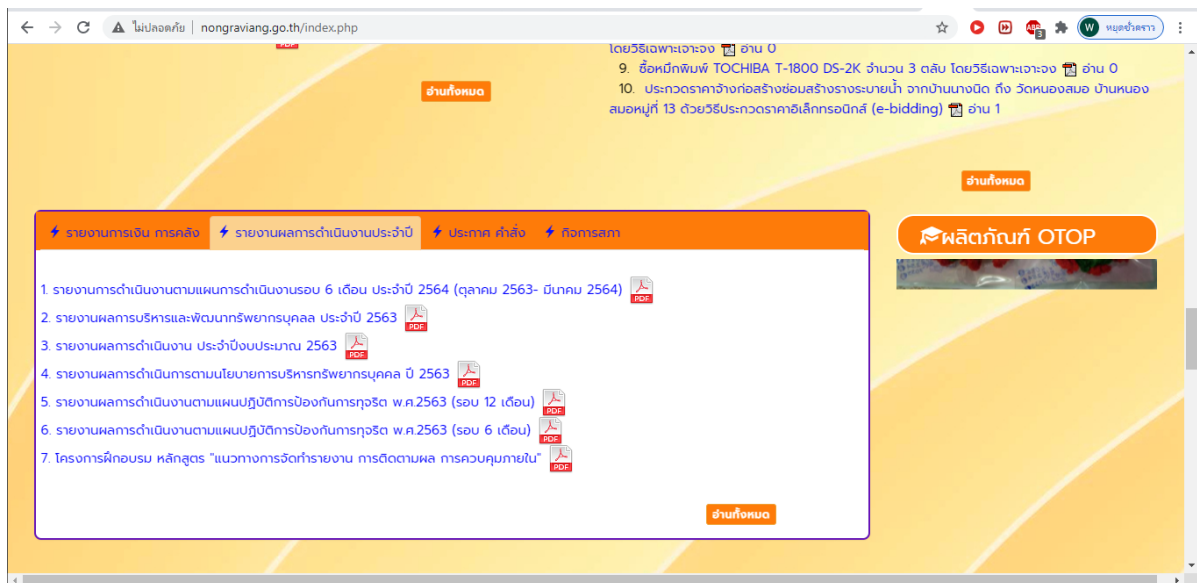 ไม่ปลอดภัย | nongraviang.go.th/index.php
ABP
3
W
หยุดชั่วคราว
PDF
โดยวิธีเฉพาะเจาะจง อ่าน 0
9. ซื้อหมึกพิมพ์ TOCHIBA T-1800 DS-2K จำนวน 3 ตลับ โดยวิธีเฉพาะเจาะจง อ่าน 0
10. ประกวดราคาจ้างก่อสร้างซ่อมสร้างรางระบายน้ำ จากบ้านนางนิด ถึง วัดหนองสมอ บ้านหนอง
สมอหมู่ที่ 13 ด้วยวิธีประกวดราคาอิเล็กทรอนิกส์ (e-bidding) อ่าน 1
อ่านทั้งหมด
อ่านทั้งหมด
รายงานการเงิน การคลัง รายงานผลการดำเนินงานประจำปี ประกาศ คำสั่ง กิจการสภา
ผลิตภัณฑ์ OTOP
1. รายงานการดำเนินงานตามแผนการดำเนินงานรอบ 6 เดือน ประจำปี 2564 (ตุลาคม 2563- มีนาคม 2564) PDF
2. รายงานผลการบริหารและพัฒนาทรัพยากรบุคลล ประจำปี 2563 PDF
3. รายงานผลการดำเนินงาน ประจำปีงบประมาณ 2563 PDF
4. รายงานผลการดำเนินการตามนโยบายการบริหารทรัพยากรบุคคล ปี 2563 PDF
5. รายงานผลการดำเนินงานตามแผนปฏิบัติการป้องกันการทุจริต พ.ศ.2563 (รอบ 12 เดือน) PDF
6. รายงานผลการดำเนินงานตามแผนปฏิบัติการป้องกันการทุจริต พ.ศ.2563 (รอบ 6 เดือน) PDF
7. โครงการฝึกอบรม หลักสูตร "แนวทางการจัดทำรายงาน การติดตามผล การควบคุมภายใน" PDF
อ่านทั้งหมด